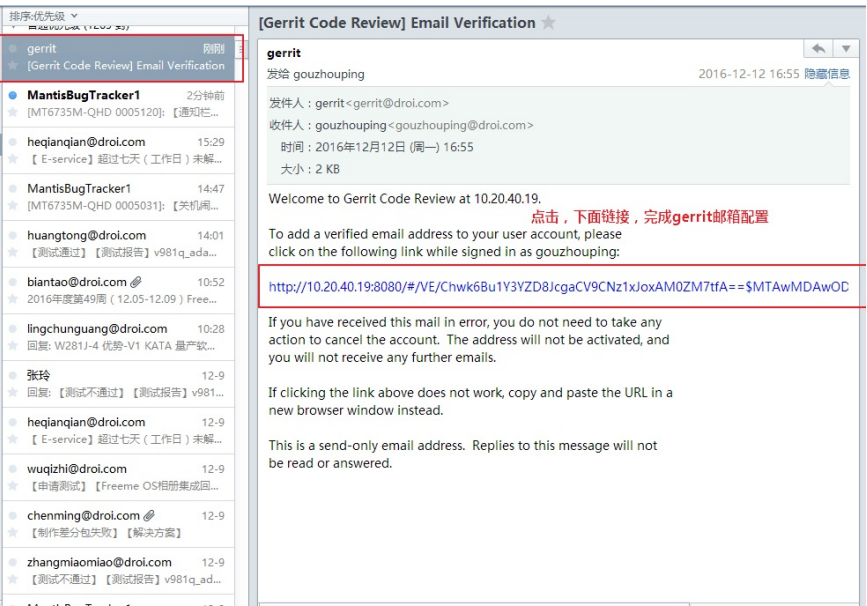 排序:优先级
gerrit 刚刚
[Gerrit Code Review] Email Verification
MantisBugTracker1 2分钟前
[MT6735M-QHD 0005120]: 【通知栏...
heqianqian@droi.com 15:29
【 E-service】超过七天（工作日）未解...
MantisBugTracker1 14:47
[MT6735M-QHD 0005031]: 【关机闹...
huangtong@droi.com 14:01
【测试通过】【测试报告】v981q_ada...
biantao@droi.com 10:52
2016年度第49周（12.05-12.09）Free...
lingchunguang@droi.com 10:28
回复: W281J-4 优势-V1 KATA 量产软...
张玲 12-9
回复: 【测试不通过】【测试报告】v981...
heqianqian@droi.com 12-9
【 E-service】超过七天（工作日）未解...
wuqizhi@droi.com 12-9
【申请测试】【Freeme OS相册集成回...
chenming@droi.com 12-9
【制作差分包失败】【解决方案】
zhangmiaomiao@droi.com 12-9
【测试不通过】【测试报告】v981q_ad...
[Gerrit Code Review] Email Verification
gerrit
发给 gouzhouping 2016-12-12 16:55 隐藏信息
发件人：gerrit<gerrit@droi.com>
收件人：gouzhouping<gouzhouping@droi.com>
时间：2016年12月12日 (周一) 16:55
大小：2 KB
Welcome to Gerrit Code Review at 10.20.40.19.
点击，下面链接，完成gerrit邮箱配置
To add a verified email address to your user account, please
click on the following link while signed in as gouzhouping:
http://10.20.40.19:8080/#/VE/Chwk6Bu1Y3YZD8JcgaCV9CNz1xJoxAM0ZM7tfA==$MTAwMDAwOD
If you have received this mail in error, you do not need to take any
action to cancel the account. The address will not be activated, and
you will not receive any further emails.
If clicking the link above does not work, copy and paste the URL in a
new browser window instead.
This is a send-only email address. Replies to this message will not
be read or answered.